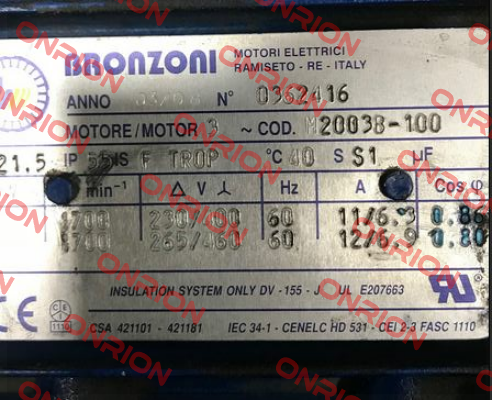 BRONZONI
MOTORI ELETTRICI
RAMISETO - RE - ITALY
ANNO 03/06 N° 0362416
MOTORE/MOTOR 3 ~ COD. M20038-100
21.5 IP 55 IS F TROP °C 40 S S1 µF
min⁻¹ △ V 人 Hz A Cos φ
1700 230/400 60 11/6.3 0.86
1700 265/460 60 12/6.9 0.80
INSULATION SYSTEM ONLY DV - 155 - J UL E207663
CSA 421101 - 421181 IEC 34-1 - CENELC HD 531 - CEI 2-3 FASC 1110
ONRION